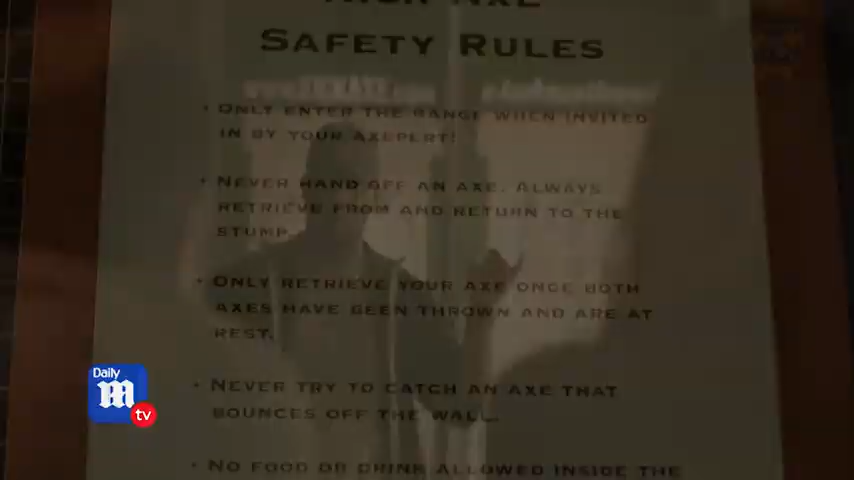 SAFETY RULES
• ONLY ENTER THE RANGE WHEN INVITED
IN BY YOUR AXEPERT!
• NEVER HAND OFF AN AXE. ALWAYS
RETRIEVE FROM AND RETURN TO THE
STUMP.
• ONLY RETRIEVE YOUR AXE ONCE BOTH
AXES HAVE BEEN THROWN AND ARE AT
REST.
• NEVER TRY TO CATCH AN AXE THAT
BOUNCES OFF THE WALL.
• NO FOOD OR DRINK ALLOWED INSIDE THE
Daily
M
tv